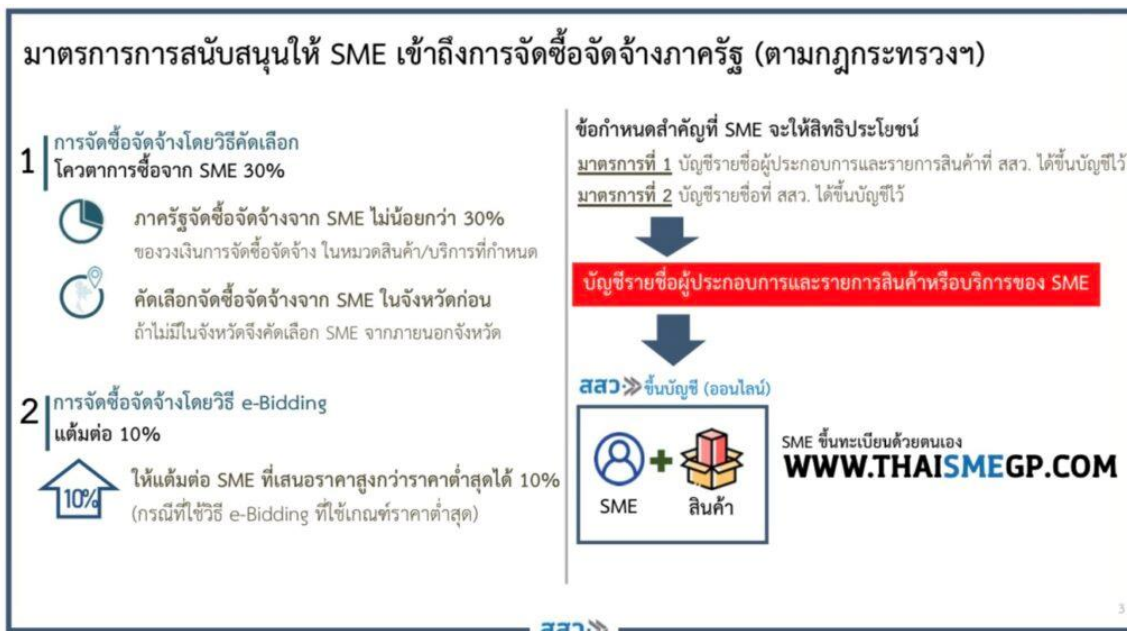 มาตรการการสนับสนุนให้ SME เข้าถึงการจัดซื้อจัดจ้างภาครัฐ (ตามกฎกระทรวงฯ)
1
การจัดซื้อจัดจ้างโดยวิธีคัดเลือก
โควตาการซื้อจาก SME 30%
ภาครัฐจัดซื้อจัดจ้างจาก SME ไม่น้อยกว่า 30%
ของวงเงินการจัดซื้อจัดจ้าง ในหมวดสินค้า/บริการที่กำหนด
คัดเลือกจัดซื้อจัดจ้างจาก SME ในจังหวัดก่อน
ถ้าไม่มีในจังหวัดจึงคัดเลือก SME จากภายนอกจังหวัด
2
การจัดซื้อจัดจ้างโดยวิธี e-Bidding
แต้มต่อ 10%
10%
ให้แต้มต่อ SME ที่เสนอราคาสูงกว่าราคาต่ำสุดได้ 10%
(กรณีที่ใช้วิธี e-Bidding ที่ใช้เกณฑ์ราคาต่ำสุด)
ข้อกำหนดสำคัญที่ SME จะให้สิทธิประโยชน์
มาตรการที่ 1 บัญชีรายชื่อผู้ประกอบการและรายการสินค้าที่ สสว. ได้ขึ้นบัญชีไว้
มาตรการที่ 2 บัญชีรายชื่อที่ สสว. ได้ขึ้นบัญชีไว้
บัญชีรายชื่อผู้ประกอบการและรายการสินค้าหรือบริการของ SME
สสว ขึ้นบัญชี (ออนไลน์)
SME
สินค้า
SME ขึ้นทะเบียนด้วยตนเอง
WWW.THAISMEGP.COM
3
สสว